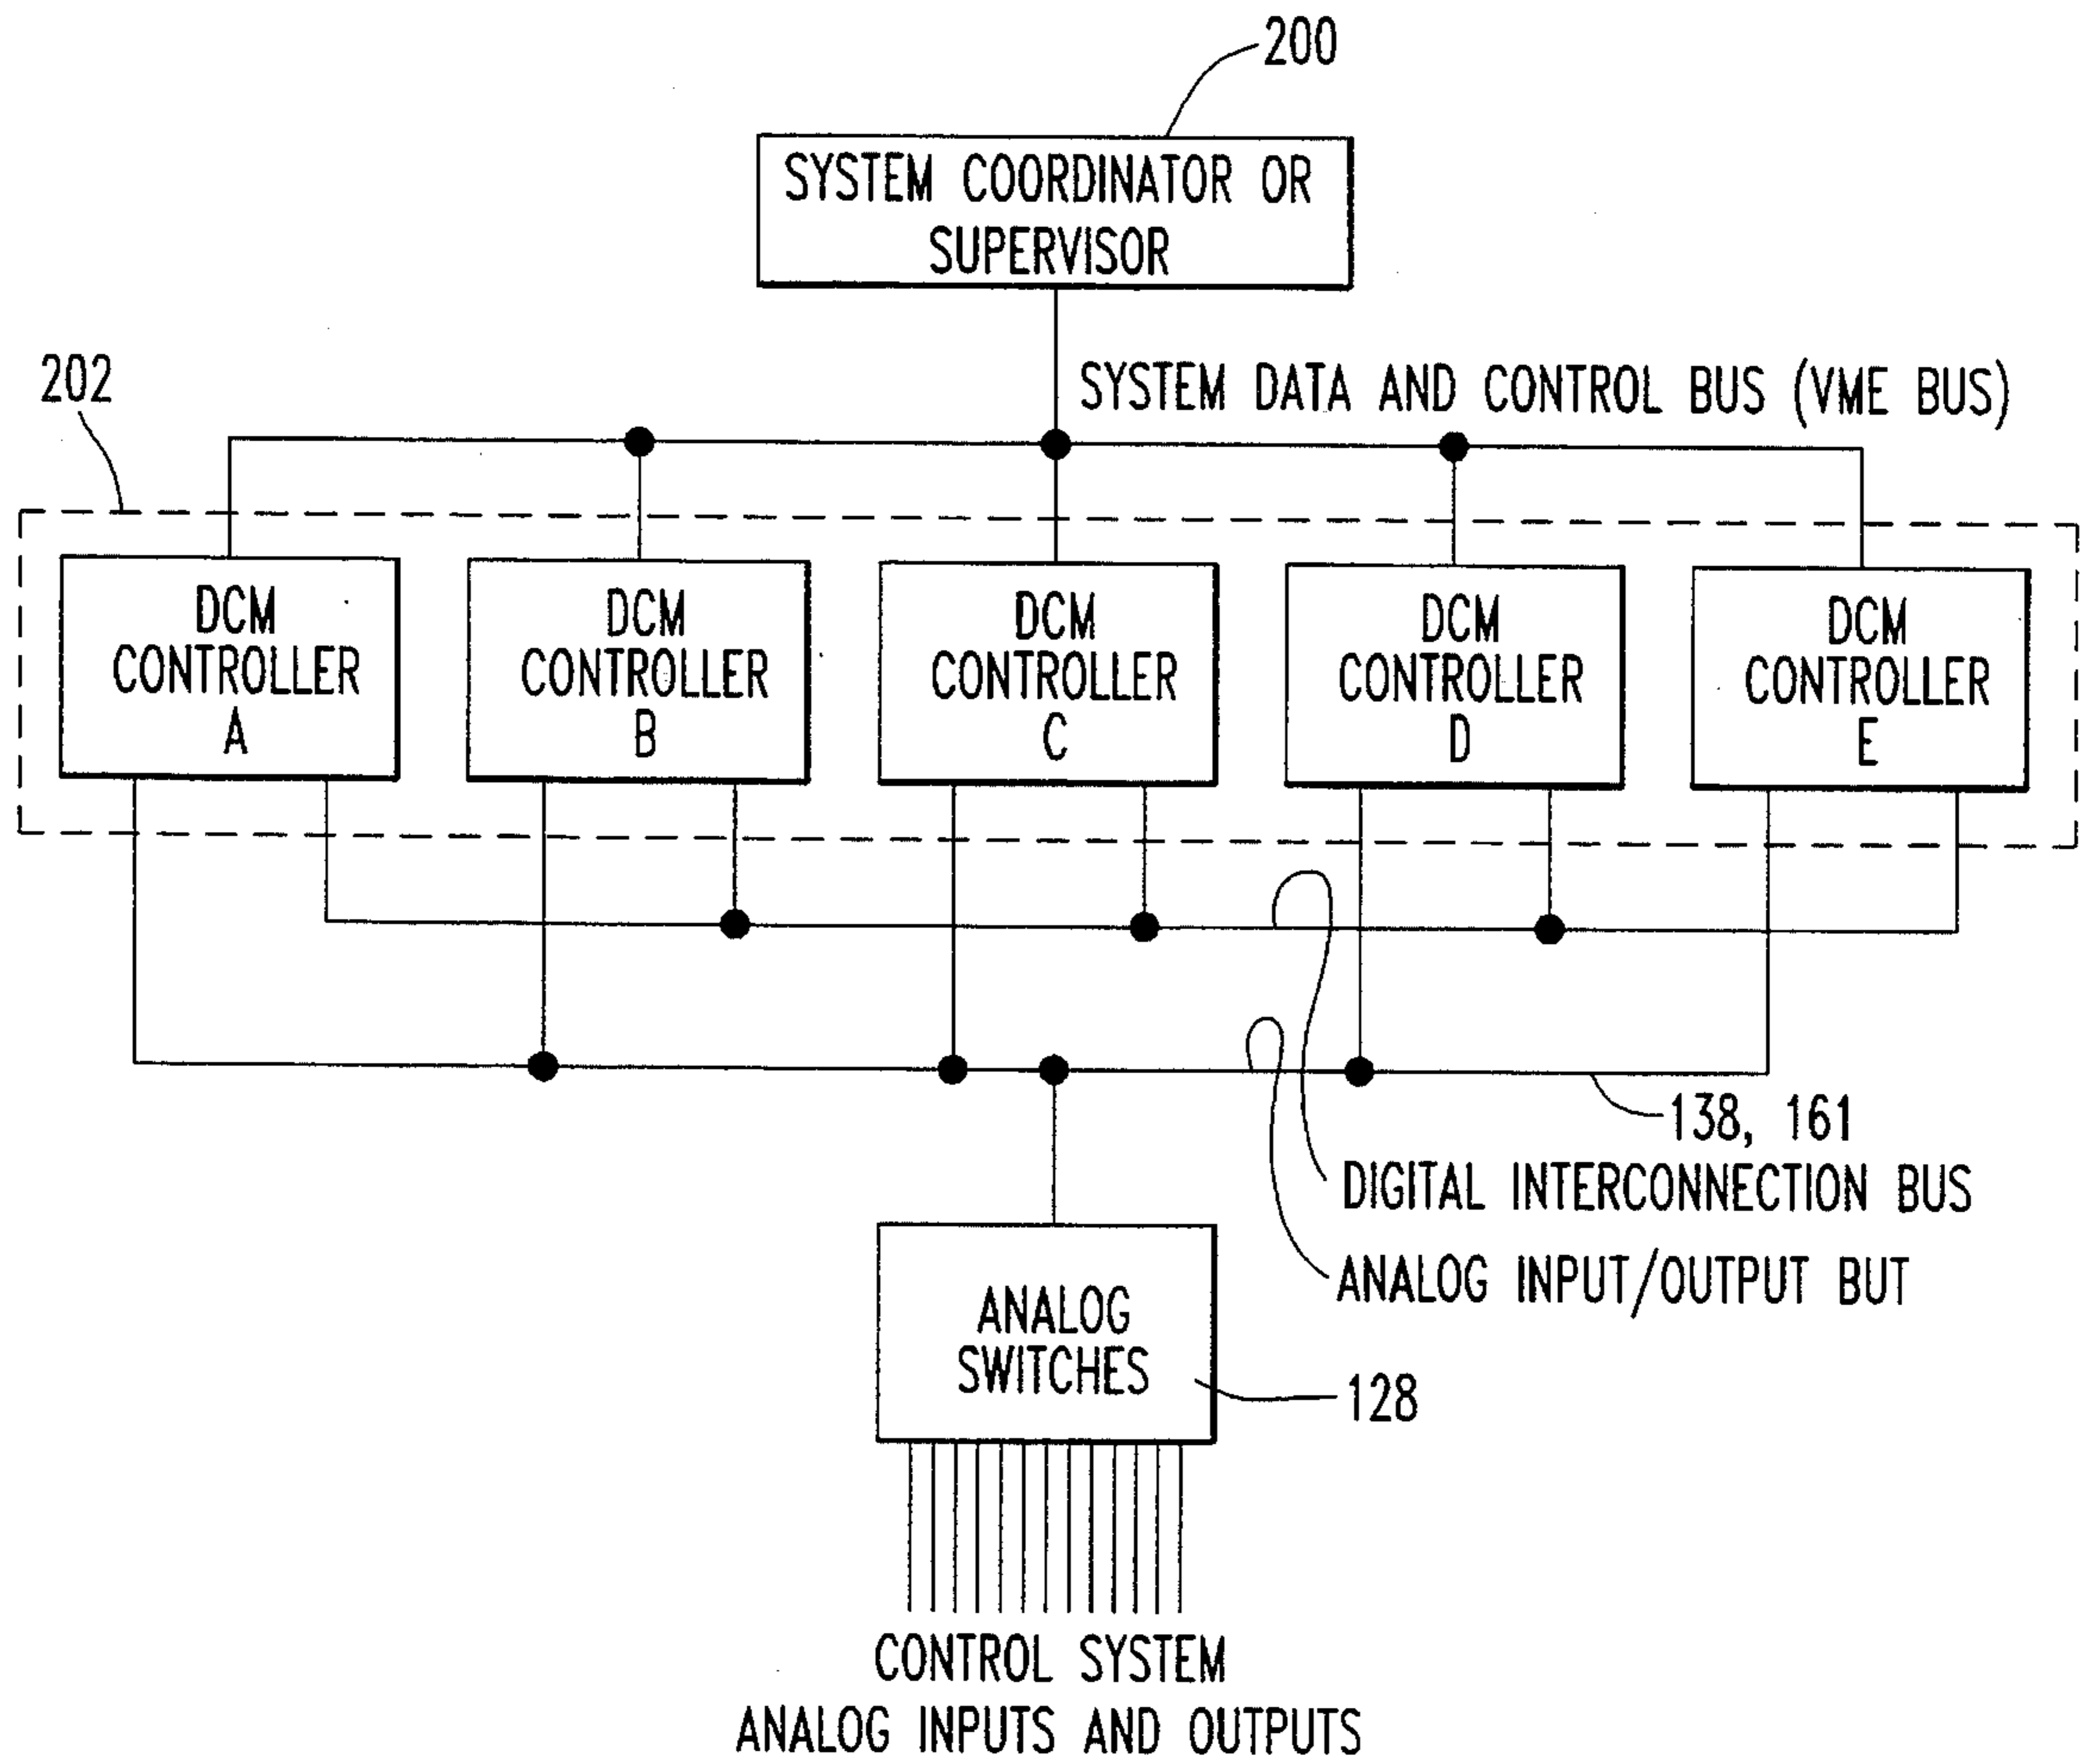 200
SYSTEM COORDINATOR OR
SUPERVISOR
202
SYSTEM DATA AND CONTROL BUS (VME BUS)
DCM
CONTROLLER
A
DCM
CONTROLLER
B
DCM
CONTROLLER
C
DCM
CONTROLLER
D
DCM
CONTROLLER
E
138, 161
DIGITAL INTERCONNECTION BUS
ANALOG INPUT/OUTPUT BUT
ANALOG
SWITCHES
128
CONTROL SYSTEM
ANALOG INPUTS AND OUTPUTS